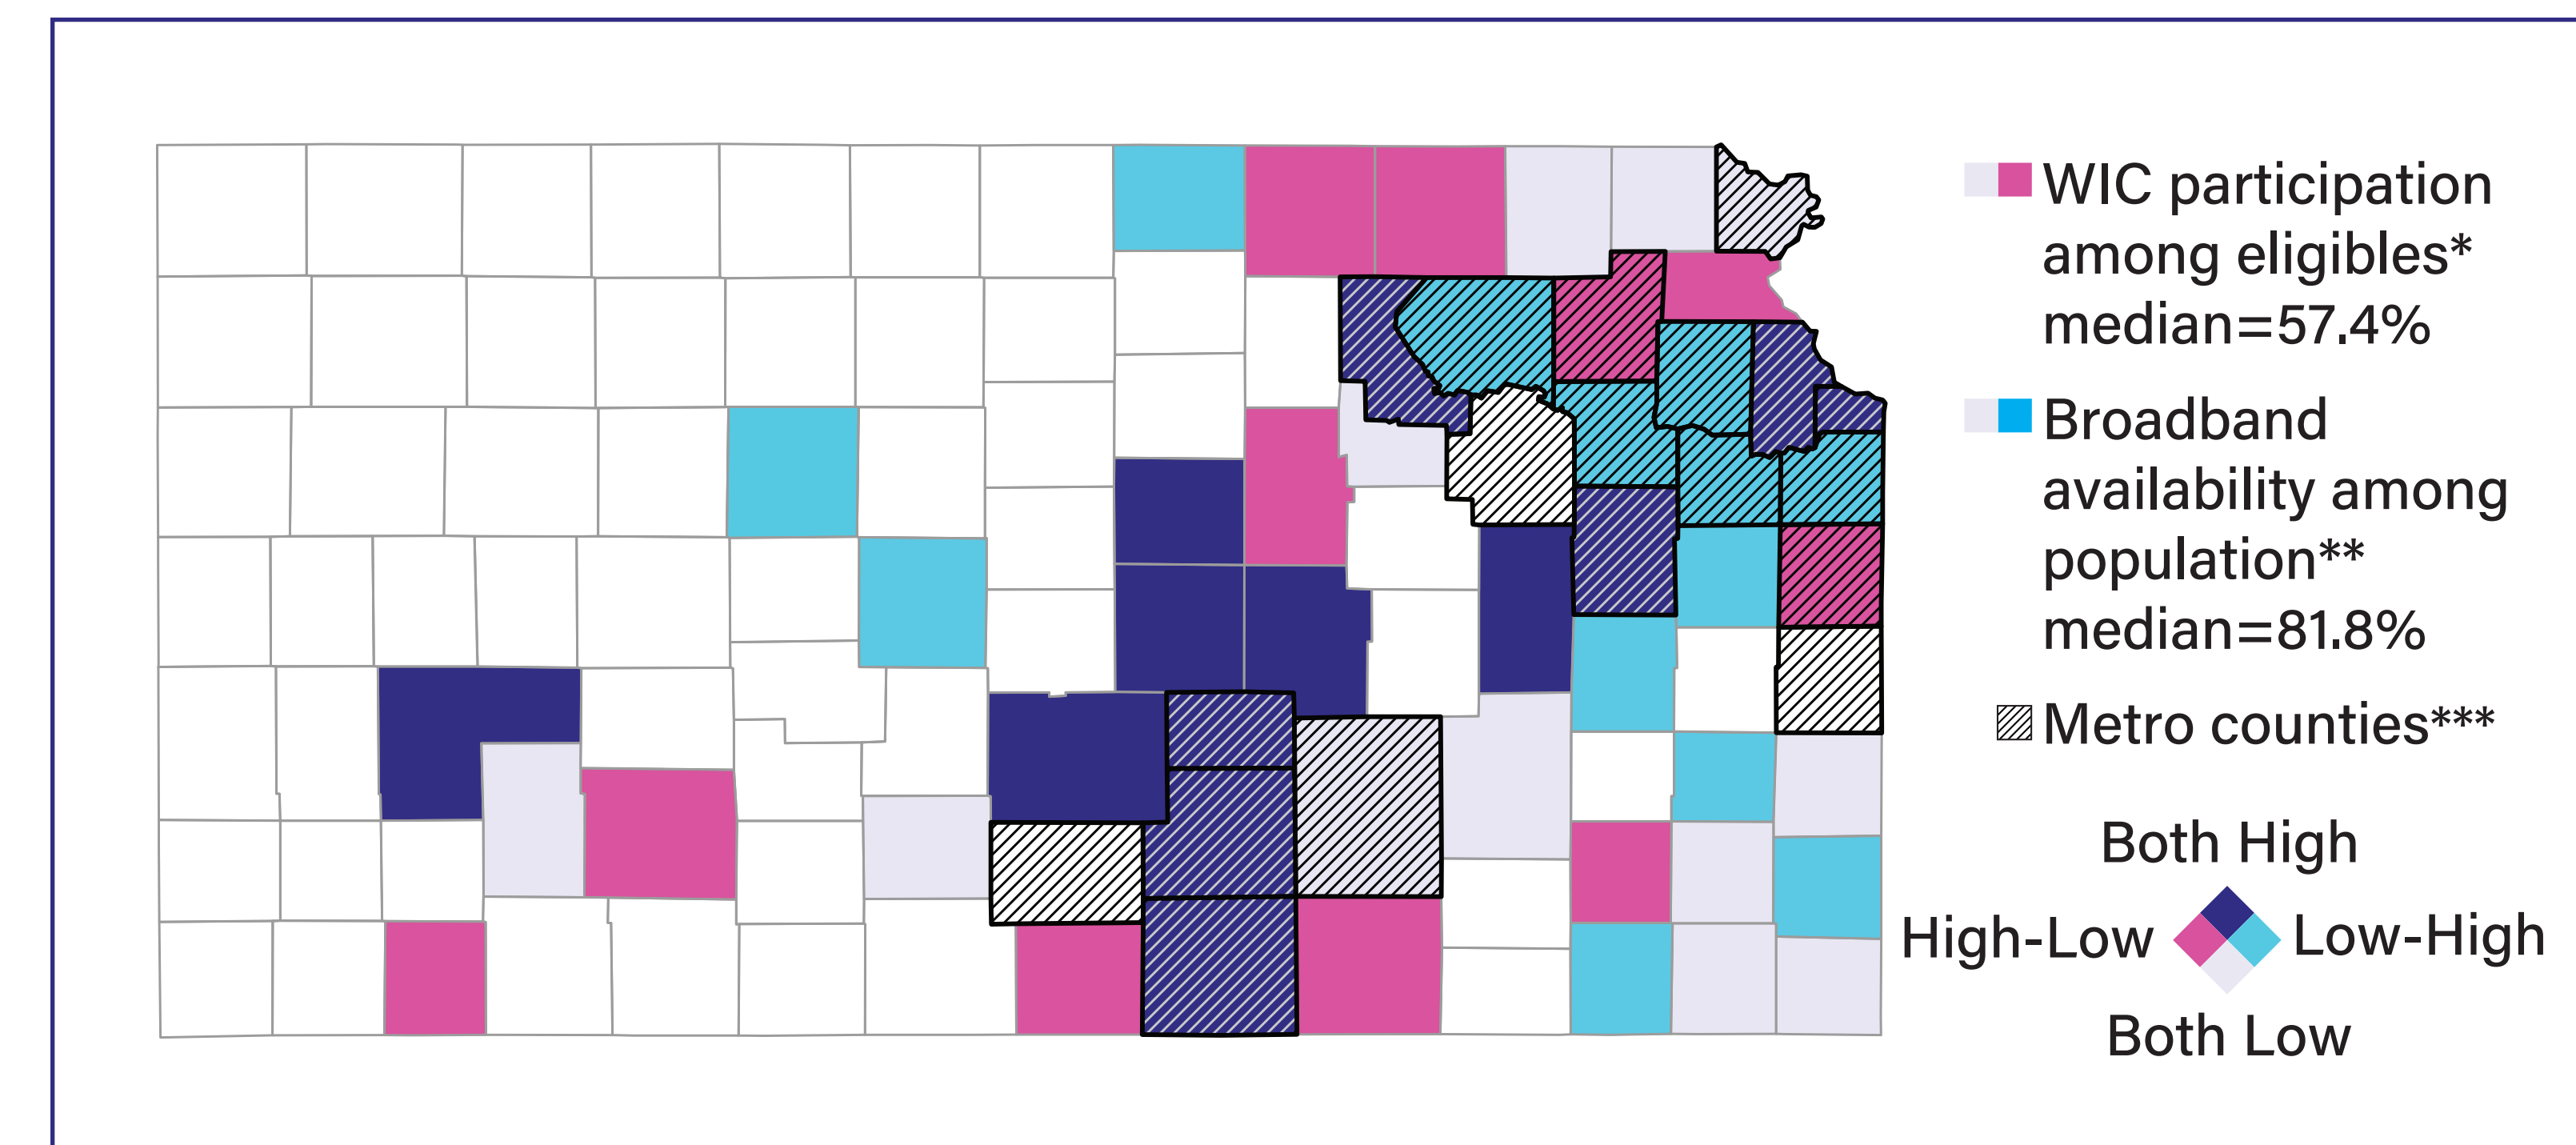 WIC participation
among eligibles*
median=57.4%
Broadband
availability among
population**
median=81.8%
Metro counties***
Both High
High-Low
Low-High
Both Low